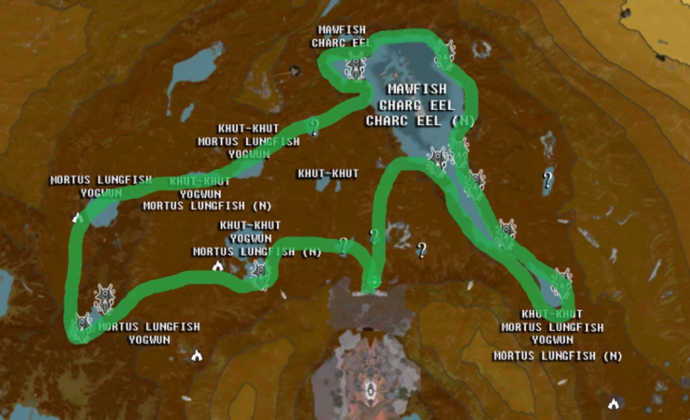 MAWFISH
CHARC EEL
MAWFISH
CHARC EEL
CHARC EEL (N)
KHUT-KHUT
MORTUS LUNGFISH
YOGWUN
KHUT-KHUT
MORTUS LUNGFISH
YOGWUN
KHUT-KHUT
YOGWUN
MORTUS LUNGFISH (N)
KHUT-KHUT
YOGWUN
MORTUS LUNGFISH (N)
MORTUS LUNGFISH
YOGWUN
KHUT-KHUT
MORTUS LUNGFISH
YOGWUN
MORTUS LUNGFISH (N)
?
?
?
?
?